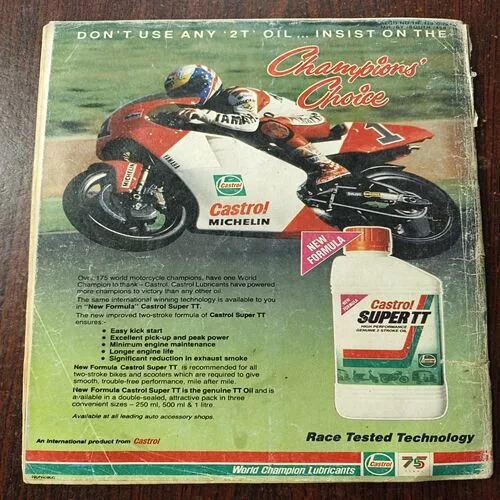 DON'T USE ANY '2T' OIL... INSIST ON THE
Champions'
Choice
1
YAMAHA
YAMAHA
MICHELIN
Castrol
Castrol
MICHELIN
NEW
FORMULA
NEW
FORMULA
Castrol
SUPER TT
HIGH PERFORMANCE
GENUINE 2 STROKE OIL
Over 175 world motorcycle champions, have one World
Champion to thank – Castrol. Castrol Lubricants have powered
more champions to victory than any other oil.
The same international winning technology is available to you
in "New Formula" Castrol Super TT.
The new improved two-stroke formula of Castrol Super TT
ensures:-
• Easy kick start
• Excellent pick-up and peak power
• Minimum engine maintenance
• Longer engine life
• Significant reduction in exhaust smoke
New Formula Castrol Super TT is recommended for all
two-stroke bikes and scooters which are required to give
smooth, trouble-free performance, mile after mile.
New Formula Castrol Super TT is the genuine TT Oil and is
available in a double-sealed, attractive pack in three
convenient sizes – 250 ml, 500 ml & 1 litre.
Available at all leading auto accessory shops.
An International product from Castrol
Race Tested Technology
World Champion Lubricants
Castrol
75